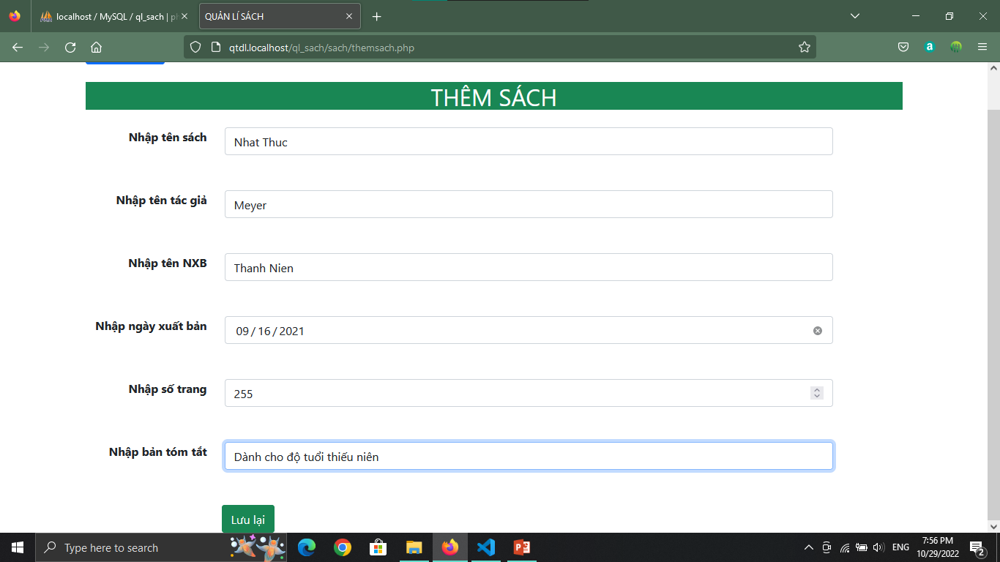 localhost / MySQL / ql_sach | ph
QUẢN LÍ SÁCH
qtdl.localhost/ql_sach/sach/themsach.php
THÊM SÁCH
Nhập tên sách
Nhat Thuc
Nhập tên tác giả
Meyer
Nhập tên NXB
Thanh Nien
Nhập ngày xuất bản
09 / 16 / 2021
Nhập số trang
255
Nhập bản tóm tắt
Dành cho độ tuổi thiếu niên
Lưu lại
Type here to search
ENG
7:56 PM
10/29/2022
2